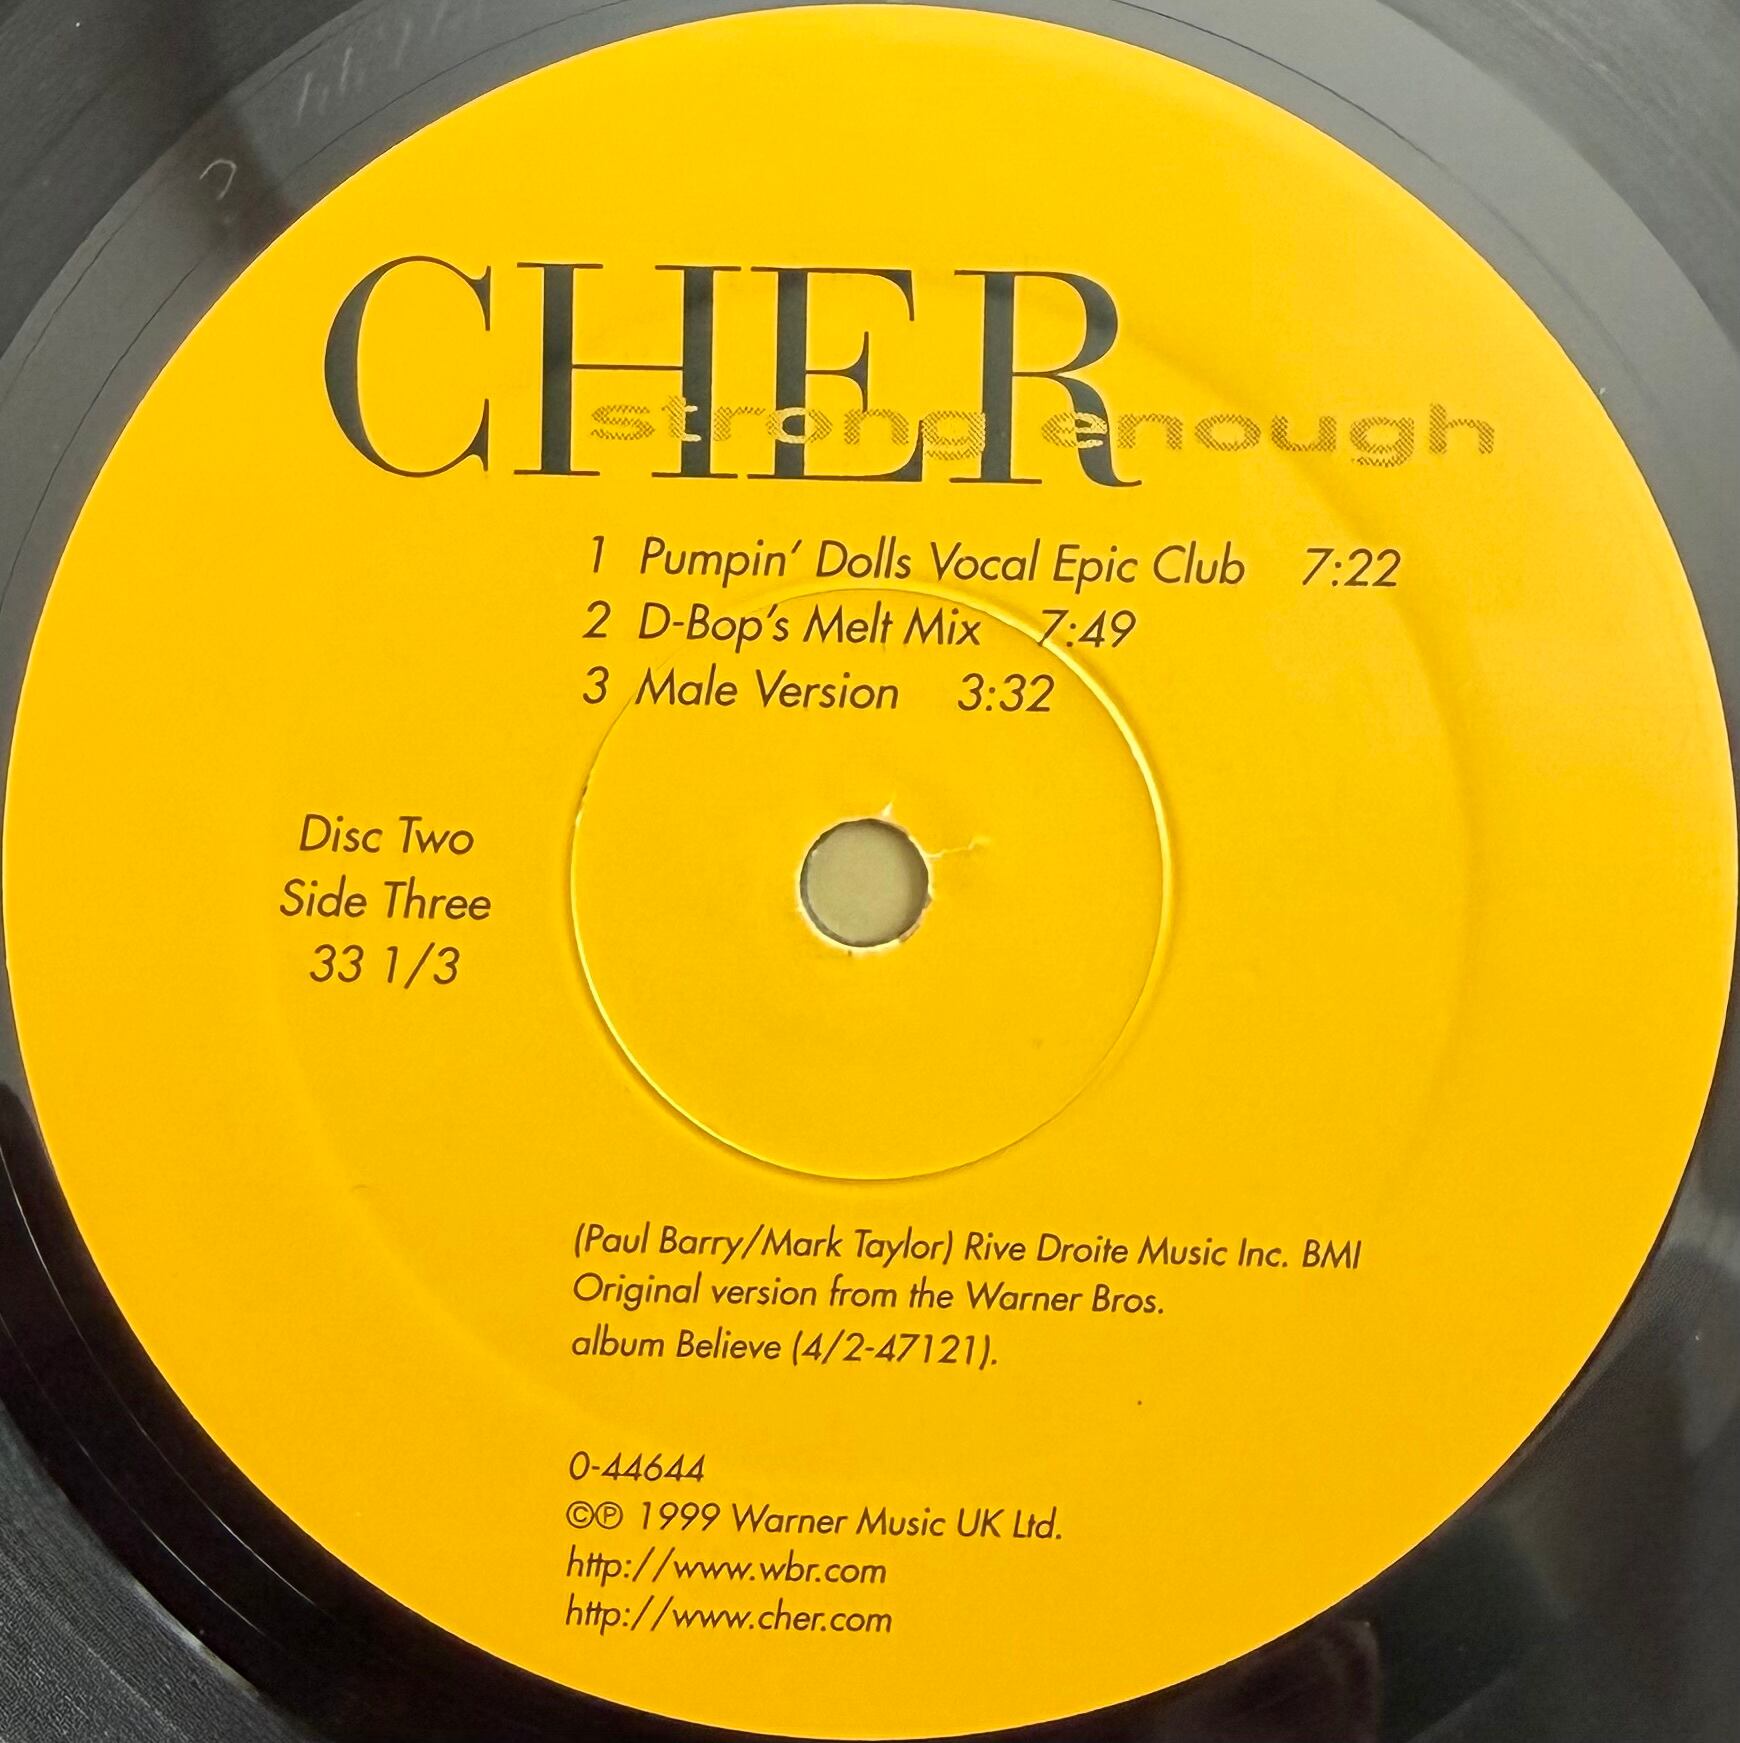 CHER
strong enough
1 Pumpin' Dolls Vocal Epic Club 7:22
2 D-Bop's Melt Mix 7:49
3 Male Version 3:32
Disc Two
Side Three
33 1/3
(Paul Barry/Mark Taylor) Rive Droite Music Inc. BMI
Original version from the Warner Bros.
album Believe (4/2-47121).
0-44644
©℗ 1999 Warner Music UK Ltd.
http://www.wbr.com
http://www.cher.com